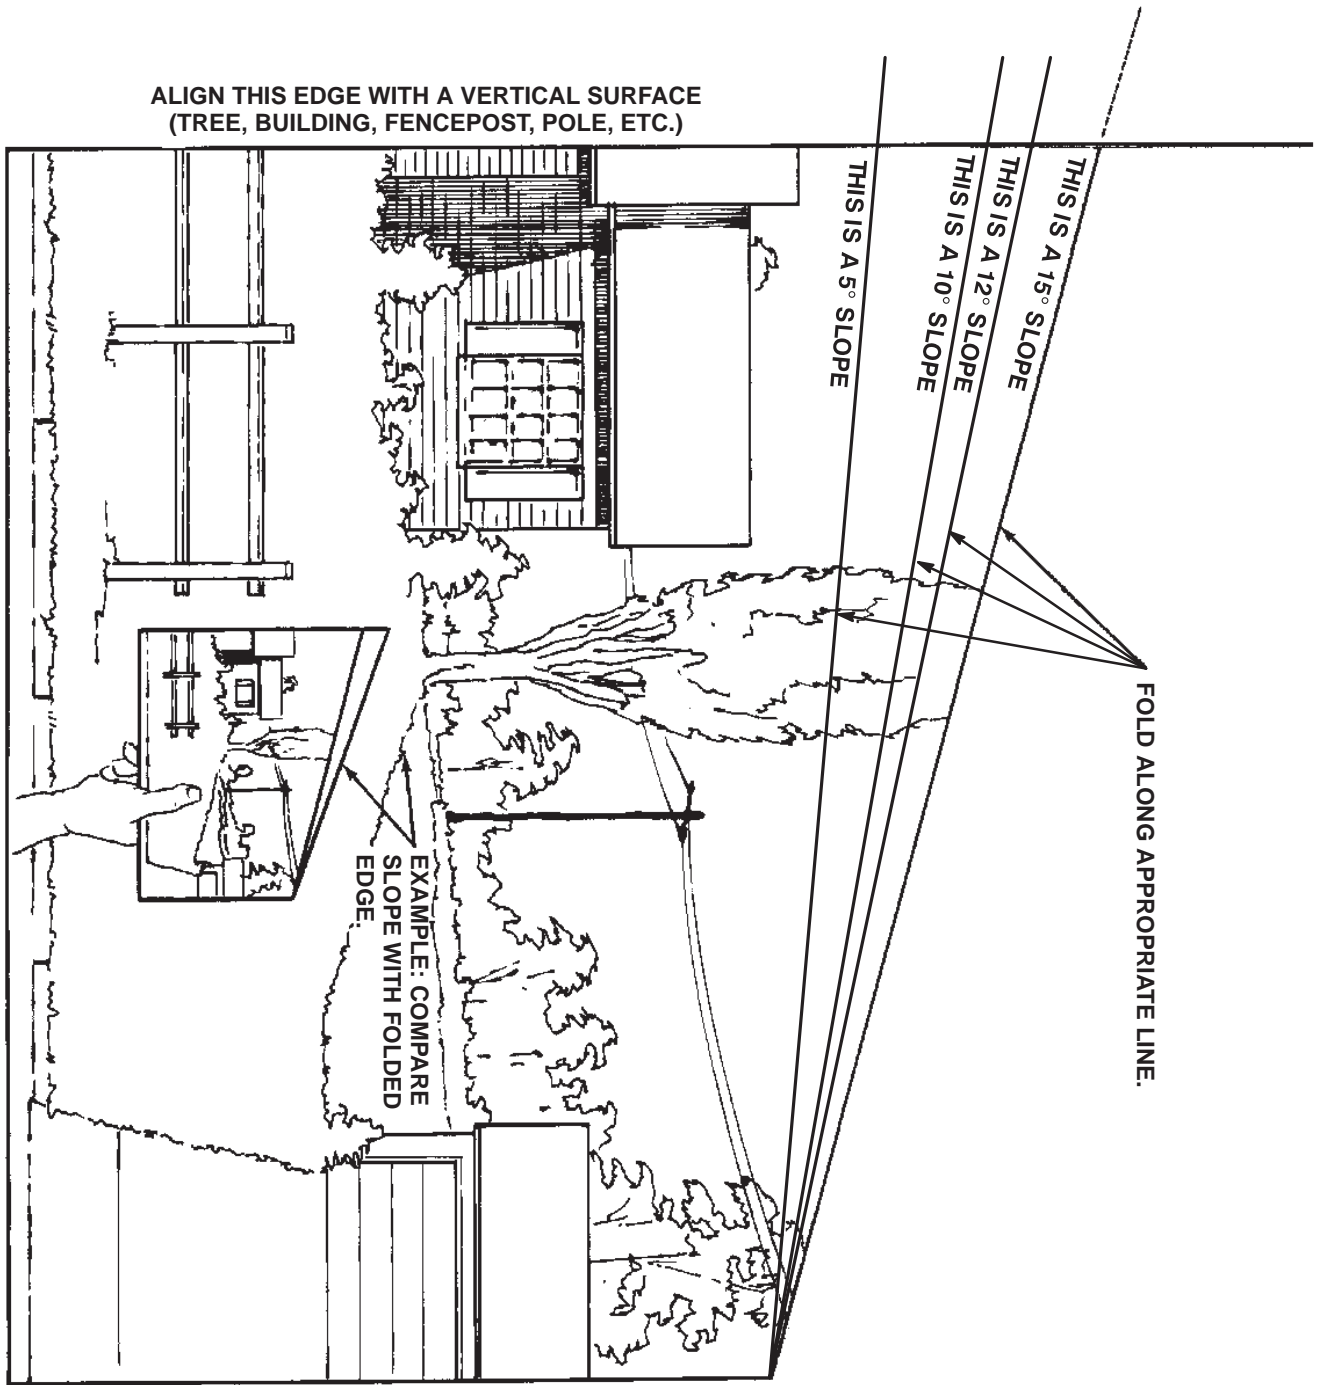 ALIGN THIS EDGE WITH A VERTICAL SURFACE
(TREE, BUILDING, FENCEPOST, POLE, ETC.)
THIS IS A 15° SLOPE
THIS IS A 12° SLOPE
THIS IS A 10° SLOPE
THIS IS A 5° SLOPE
FOLD ALONG APPROPRIATE LINE.
EXAMPLE: COMPARE
SLOPE WITH FOLDED
EDGE.